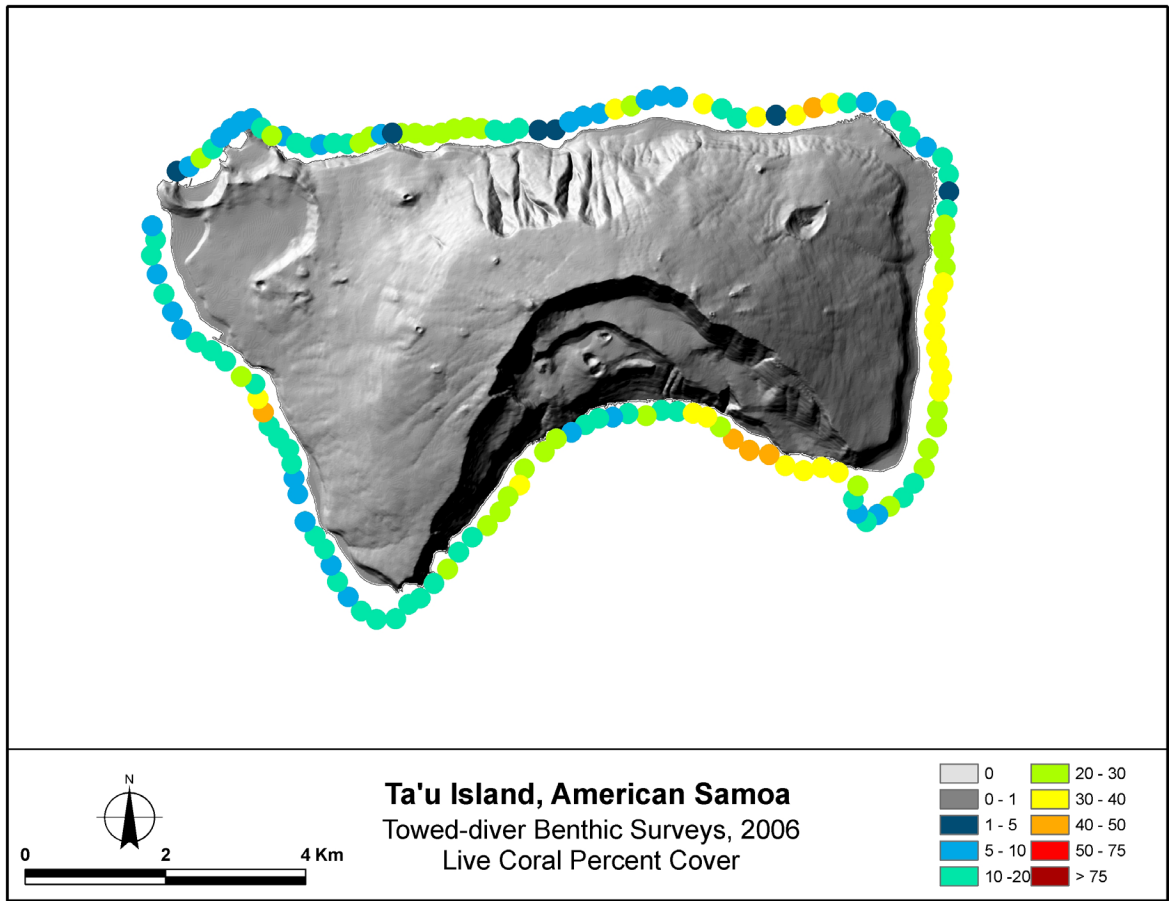 N
0 2 4 Km
Ta'u Island, American Samoa
Towed-diver Benthic Surveys, 2006
Live Coral Percent Cover
0
0 - 1
1 - 5
5 - 10
10 -20
20 - 30
30 - 40
40 - 50
50 - 75
> 75